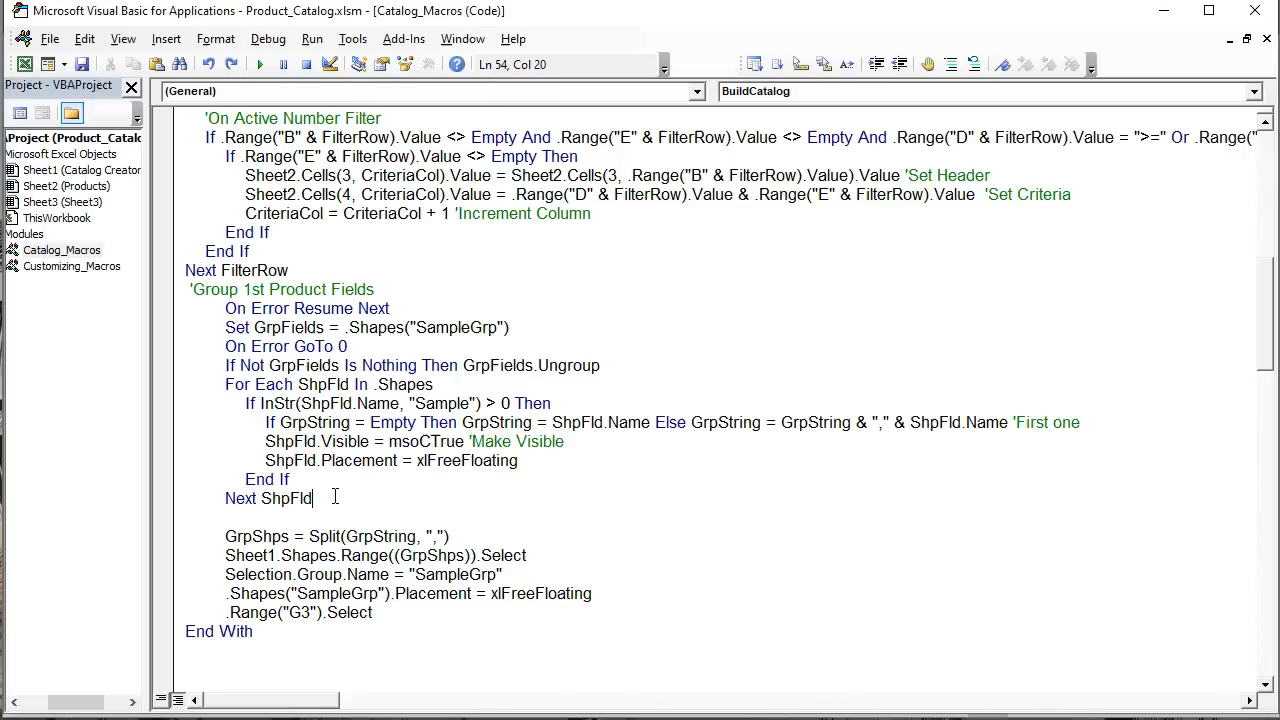 Microsoft Visual Basic for Applications - Product_Catalog.xlsm - [Catalog_Macros (Code)]
File Edit View Insert Format Debug Run Tools Add-Ins Window Help
Ln 54, Col 20
Project - VBAProject
(General) BuildCatalog
Project (Product_Catal
Microsoft Excel Objects
Sheet1 (Catalog Creator
Sheet2 (Products)
Sheet3 (Sheet3)
ThisWorkbook
Modules
Catalog_Macros
Customizing_Macros
'On Active Number Filter
If .Range("B" & FilterRow).Value <> Empty And .Range("E" & FilterRow).Value <> Empty And .Range("D" & FilterRow).Value = ">=" Or .Range("
If .Range("E" & FilterRow).Value <> Empty Then
Sheet2.Cells(3, CriteriaCol).Value = Sheet2.Cells(3, .Range("B" & FilterRow).Value).Value 'Set Header
Sheet2.Cells(4, CriteriaCol).Value = .Range("D" & FilterRow).Value & .Range("E" & FilterRow).Value 'Set Criteria
CriteriaCol = CriteriaCol + 1 'Increment Column
End If
End If
Next FilterRow
'Group 1st Product Fields
On Error Resume Next
Set GrpFields = .Shapes("SampleGrp")
On Error GoTo 0
If Not GrpFields Is Nothing Then GrpFields.Ungroup
For Each ShpFld In .Shapes
If InStr(ShpFld.Name, "Sample") > 0 Then
If GrpString = Empty Then GrpString = ShpFld.Name Else GrpString = GrpString & "," & ShpFld.Name 'First one
ShpFld.Visible = msoCTrue 'Make Visible
ShpFld.Placement = xlFreeFloating
End If
Next ShpFld
GrpShps = Split(GrpString, ",")
Sheet1.Shapes.Range((GrpShps)).Select
Selection.Group.Name = "SampleGrp"
.Shapes("SampleGrp").Placement = xlFreeFloating
.Range("G3").Select
End With